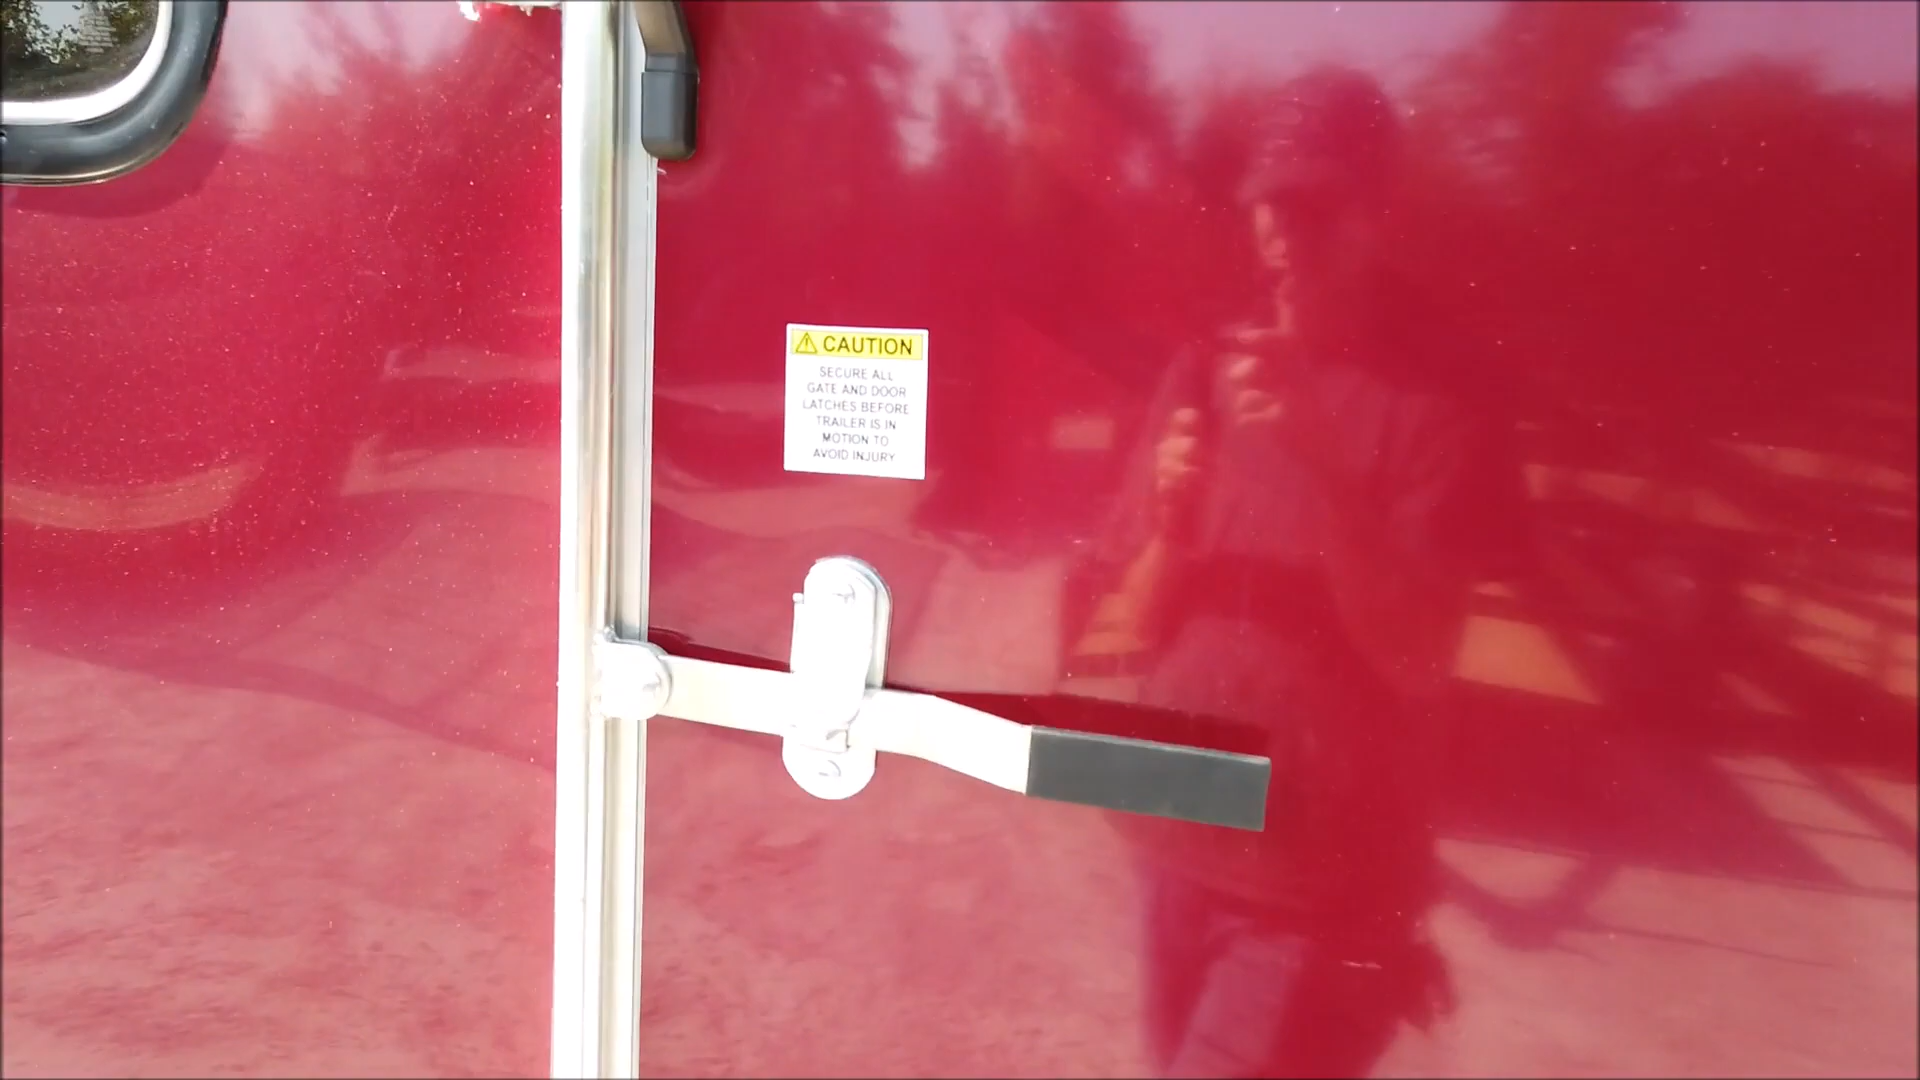 CAUTION
SECURE ALL
GATE AND DOOR
LATCHES BEFORE
TRAILER IS IN
MOTION TO
AVOID INJURY